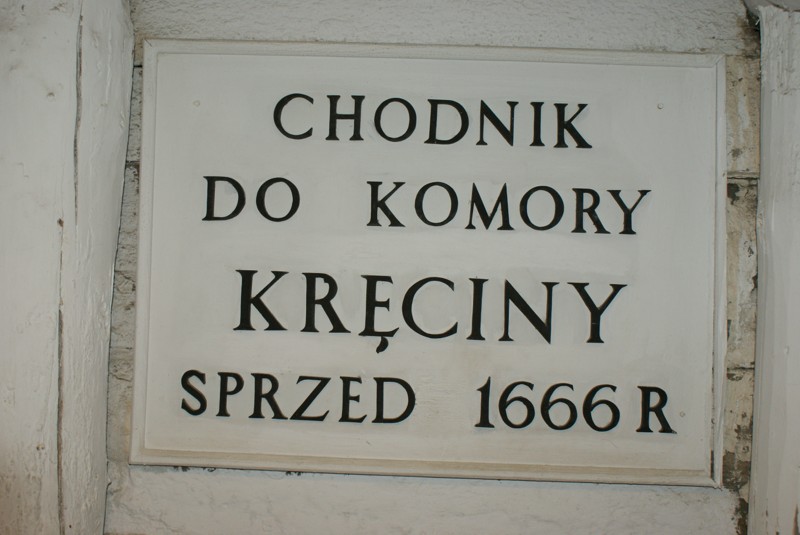 CHODNIK
DO KOMORY
KRĘCINY
SPRZED 1666 R